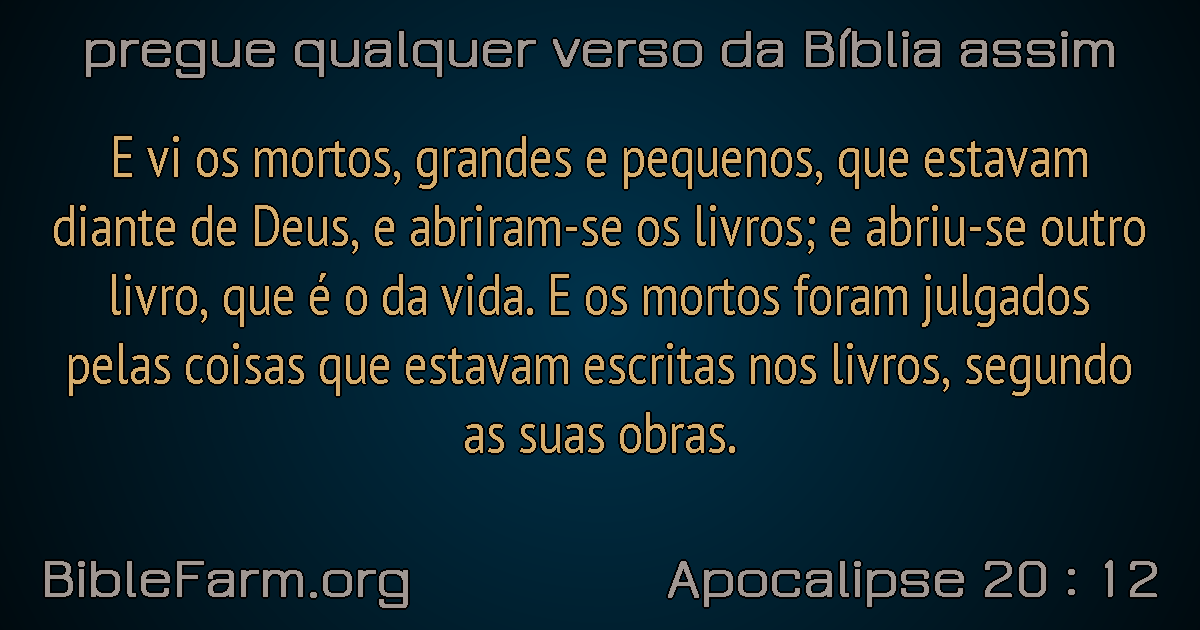 pregue qualquer verso da Bíblia assim
E vi os mortos, grandes e pequenos, que estavam
diante de Deus, e abriram-se os livros; e abriu-se outro
livro, que é o da vida. E os mortos foram julgados
pelas coisas que estavam escritas nos livros, segundo
as suas obras.
BibleFarm.org
Apocalipse 20 : 12